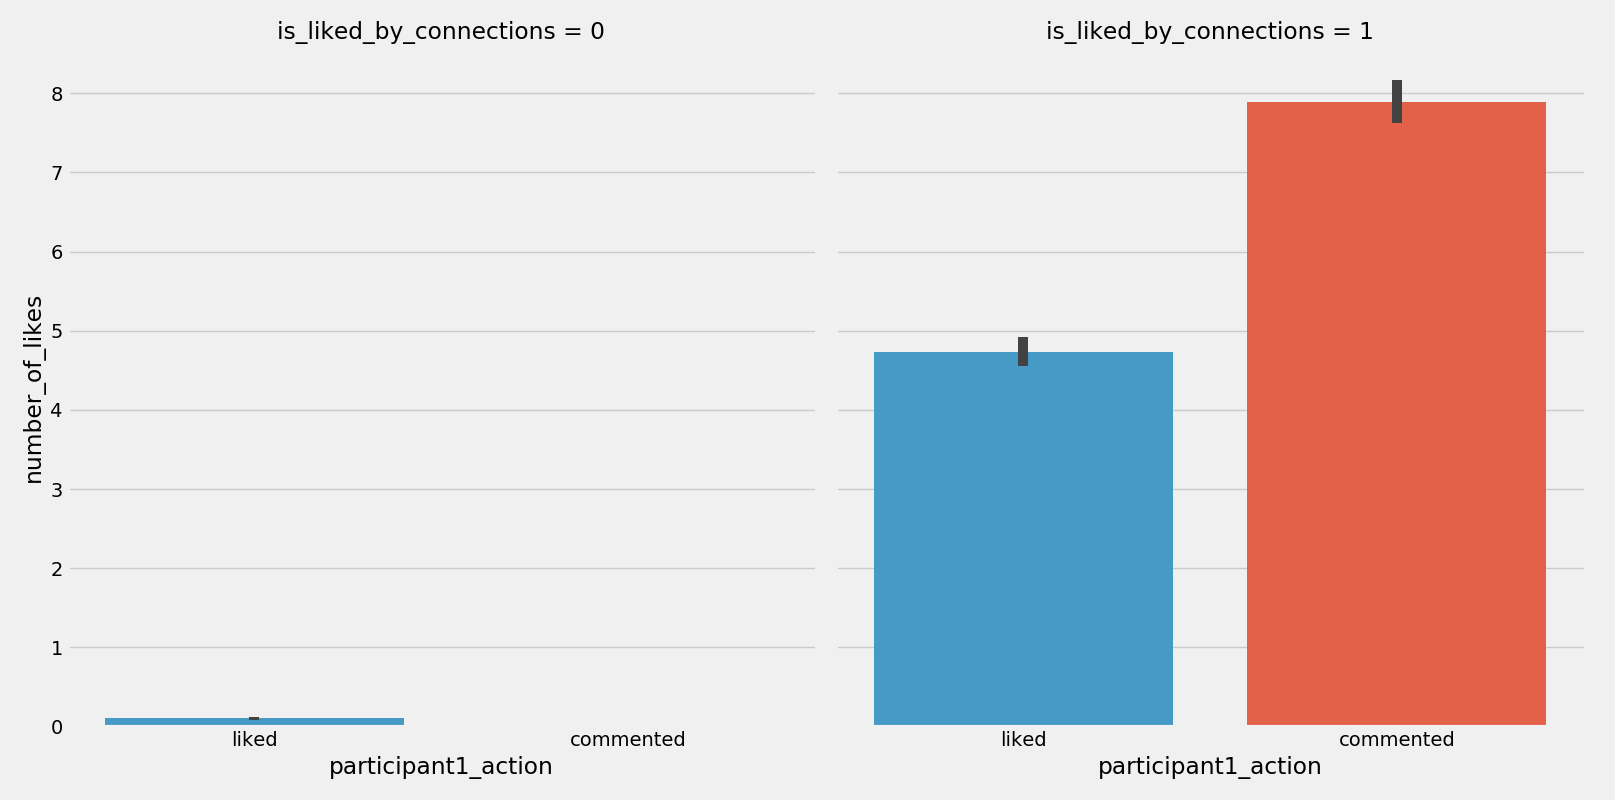 is_liked_by_connections = 0
is_liked_by_connections = 1
number_of_likes
8
7
6
5
4
3
2
1
0
liked
commented
liked
commented
participant1_action
participant1_action